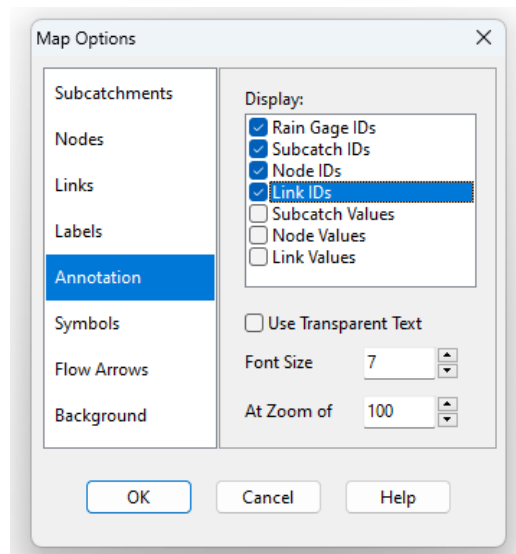 Map Options
Subcatchments
Nodes
Links
Labels
Annotation
Symbols
Flow Arrows
Background
Display:
Rain Gage IDs
Subcatch IDs
Node IDs
Link IDs
Subcatch Values
Node Values
Link Values
Use Transparent Text
Font Size 7
At Zoom of 100
OK Cancel Help